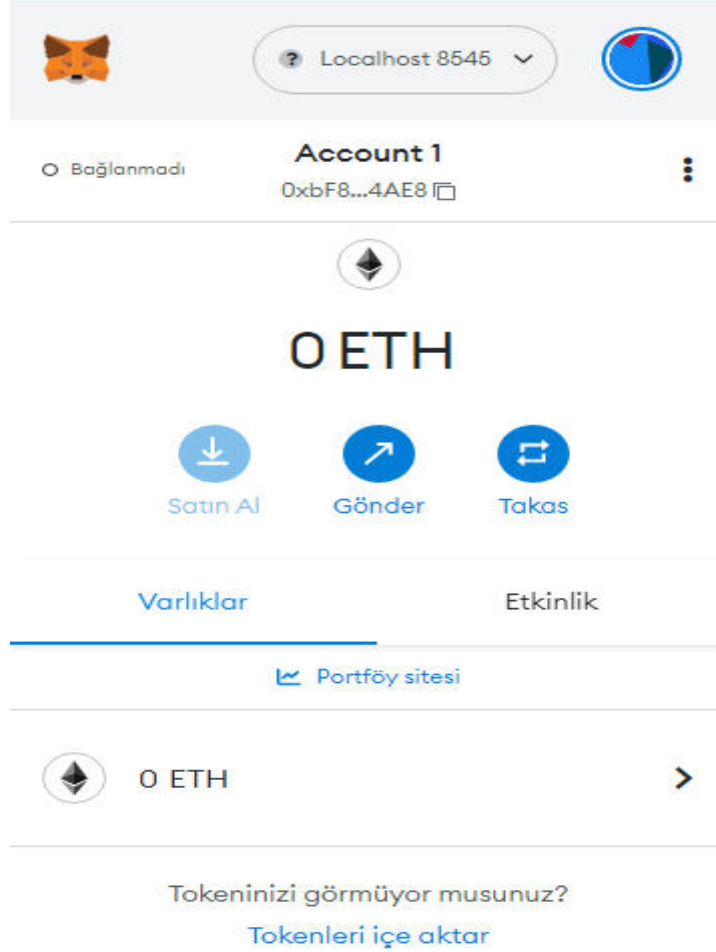 ? Localhost 8545
Bağlanmadı
Account 1
0xbF8...4AE8
0 ETH
Satın Al
Gönder
Takas
Varlıklar
Etkinlik
Portföy sitesi
0 ETH
Tokeninizi görmüyor musunuz?
Tokenleri içe aktar